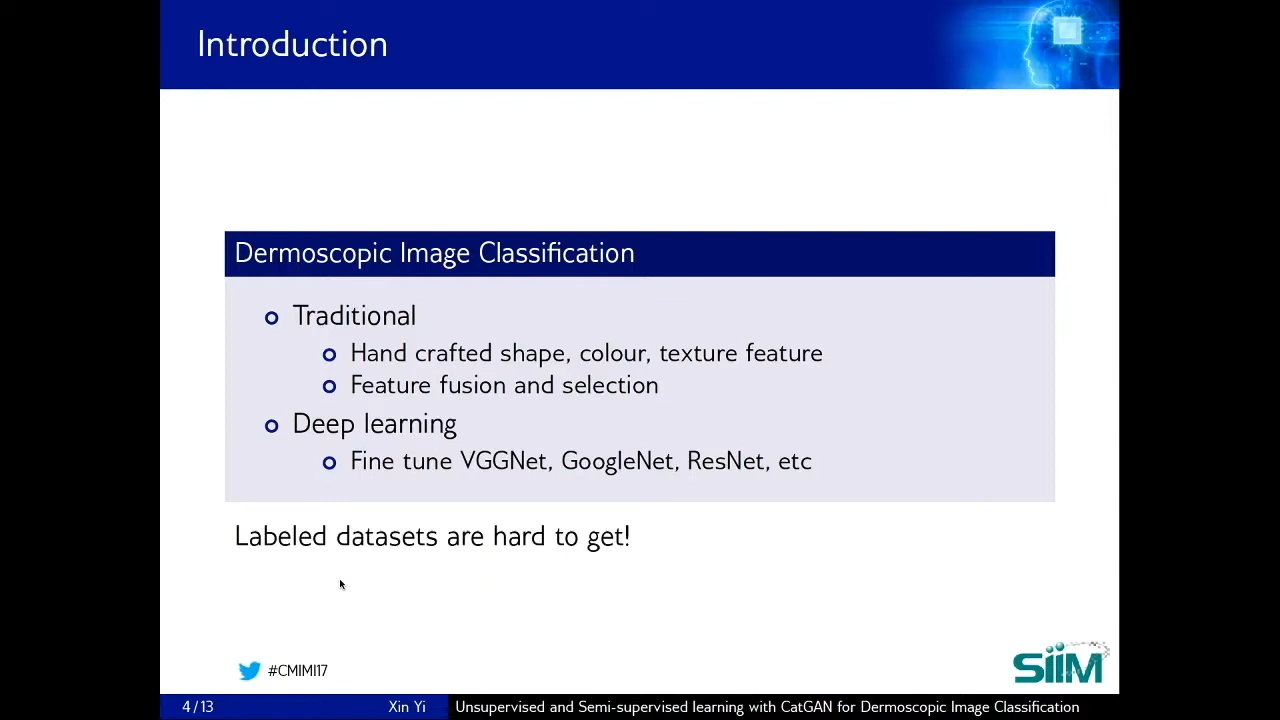 Introduction
Dermoscopic Image Classification
Traditional
Hand crafted shape, colour, texture feature
Feature fusion and selection
Deep learning
Fine tune VGGNet, GoogleNet, ResNet, etc
Labeled datasets are hard to get!
#CMIMI17
SiiM
4/13 Xin Yi Unsupervised and Semi-supervised learning with CatGAN for Dermoscopic Image Classification